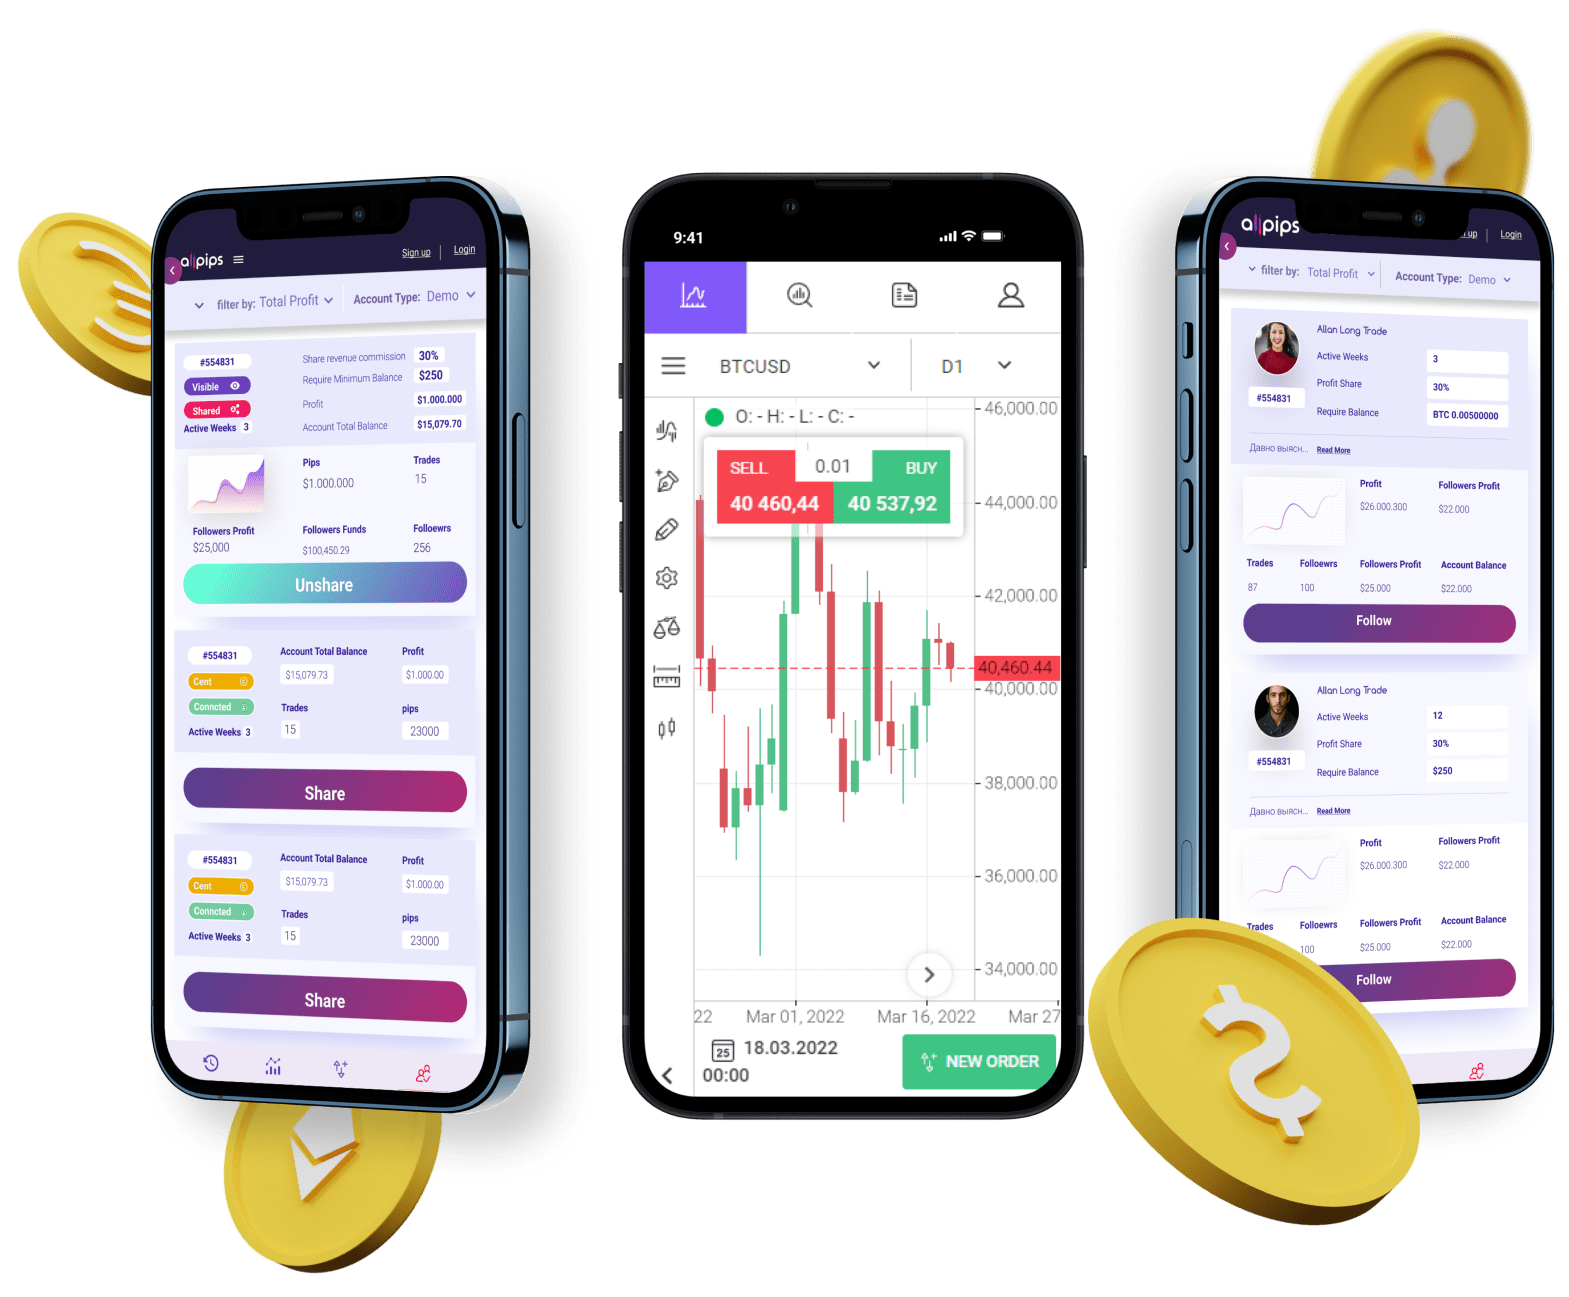 allpips
Sign up
Login
filter by: Total Profit
Account Type: Demo
#554831
Visible
Shared
Active Weeks 3
Share revenue commission 30%
Require Minimum Balance $250
Profit $1.000.000
Account Total Balance $15,079.70
Pips
$1.000.000
Trades
15
Followers Profit
$25,000
Followers Funds
$100,450.29
Folloewrs
256
Unshare
#554831
Cent
Conncted
Active Weeks 3
Account Total Balance
$15,079.73
Profit
$1.000.00
Trades
15
pips
23000
Share
#554831
Cent
Conncted
Active Weeks 3
Account Total Balance
$15,079.73
Profit
$1.000.00
Trades
15
pips
23000
Share
9:41
BTCUSD
D1
O: - H: - L: - C: -
SELL
40 460,44
0.01
BUY
40 537,92
46,000.00
44,000.00
42,000.00
40,460.44
40,000.00
38,000.00
36,000.00
34,000.00
22
Mar 01, 2022
Mar 16, 2022
Mar 27
25
18.03.2022
00:00
NEW ORDER
allpips
up
Login
filter by: Total Profit
Account Type: Demo
Allan Long Trade
#554831
Active Weeks 3
Profit Share 30%
Require Balance BTC 0.00500000
Давно выясн... Read More
Profit
$26.000.300
Followers Profit
$22.000
Trades
87
Folloewrs
100
Followers Profit
$25.000
Account Balance
$22.000
Follow
Allan Long Trade
#554831
Active Weeks 12
Profit Share 30%
Require Balance $250
Давно выясн... Read More
Profit
$26.000.300
Followers Profit
$22.000
Trades
Folloewrs
100
Followers Profit
$25.000
Account Balance
$22.000
Follow